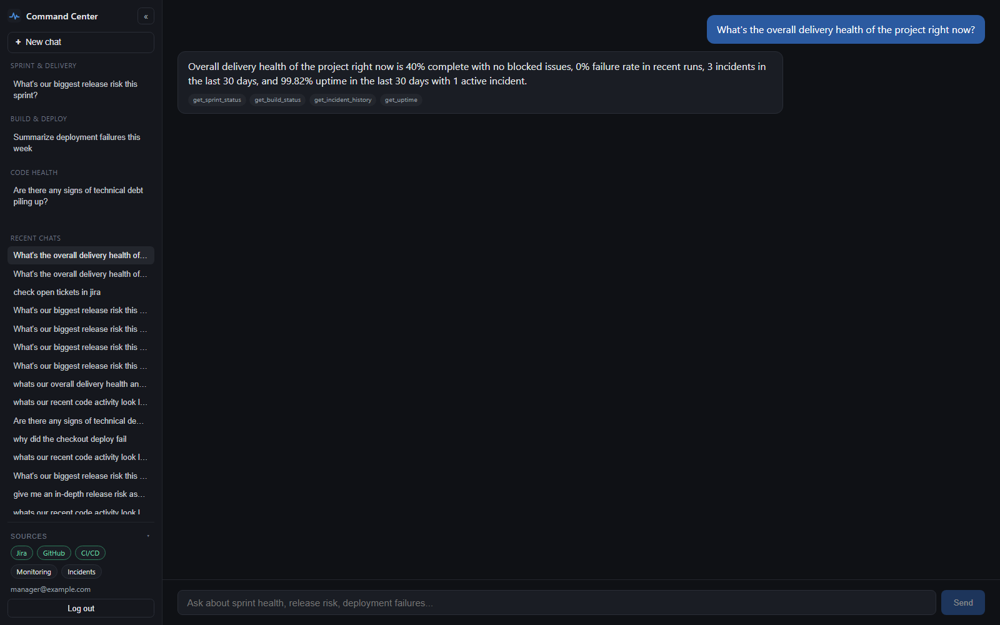 Command Center
«
+ New chat
SPRINT & DELIVERY
What's our biggest release risk this
sprint?
BUILD & DEPLOY
Summarize deployment failures this
week
CODE HEALTH
Are there any signs of technical debt
piling up?
RECENT CHATS
What's the overall delivery health of...
What's the overall delivery health of...
check open tickets in jira
What's our biggest release risk this ...
What's our biggest release risk this ...
What's our biggest release risk this ...
What's our biggest release risk this ...
whats our overall delivery health an...
whats our recent code activity look l...
Are there any signs of technical de...
why did the checkout deploy fail
whats our recent code activity look l...
What's our biggest release risk this ...
give me an in-depth release risk as...
whats our recent code activity look l
SOURCES
Jira GitHub CI/CD
Monitoring Incidents
manager@example.com
Log out
What's the overall delivery health of the project right now?
Overall delivery health of the project right now is 40% complete with no blocked issues, 0% failure rate in recent runs, 3 incidents in
the last 30 days, and 99.82% uptime in the last 30 days with 1 active incident.
get_sprint_status get_build_status get_incident_history get_uptime
Ask about sprint health, release risk, deployment failures...
Send